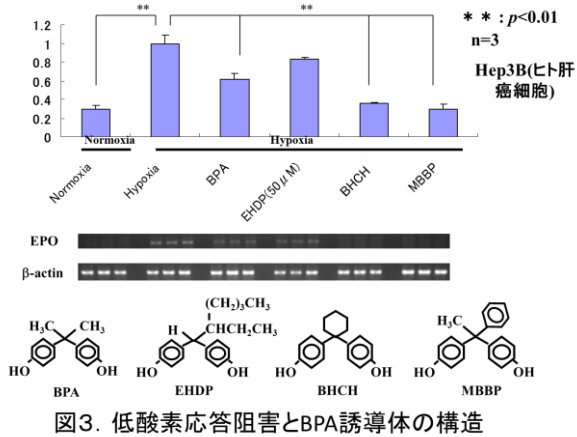 **
**
* * : p<0.01
n=3
Hep3B(ヒト肝
癌細胞)
1.2
1
0.8
0.6
0.4
0.2
0
Normoxia
Hypoxia
Normoxia
Hypoxia
BPA
EHDP(50μM)
BHCH
MBBP
EPO
β-actin
(CH₂)₃CH₃
H₃C CH₃
H CHCH₂CH₃
H₃C
HO OH
HO OH
HO OH
HO OH
BPA
EHDP
BHCH
MBBP
図3. 低酸素応答阻害とBPA誘導体の構造